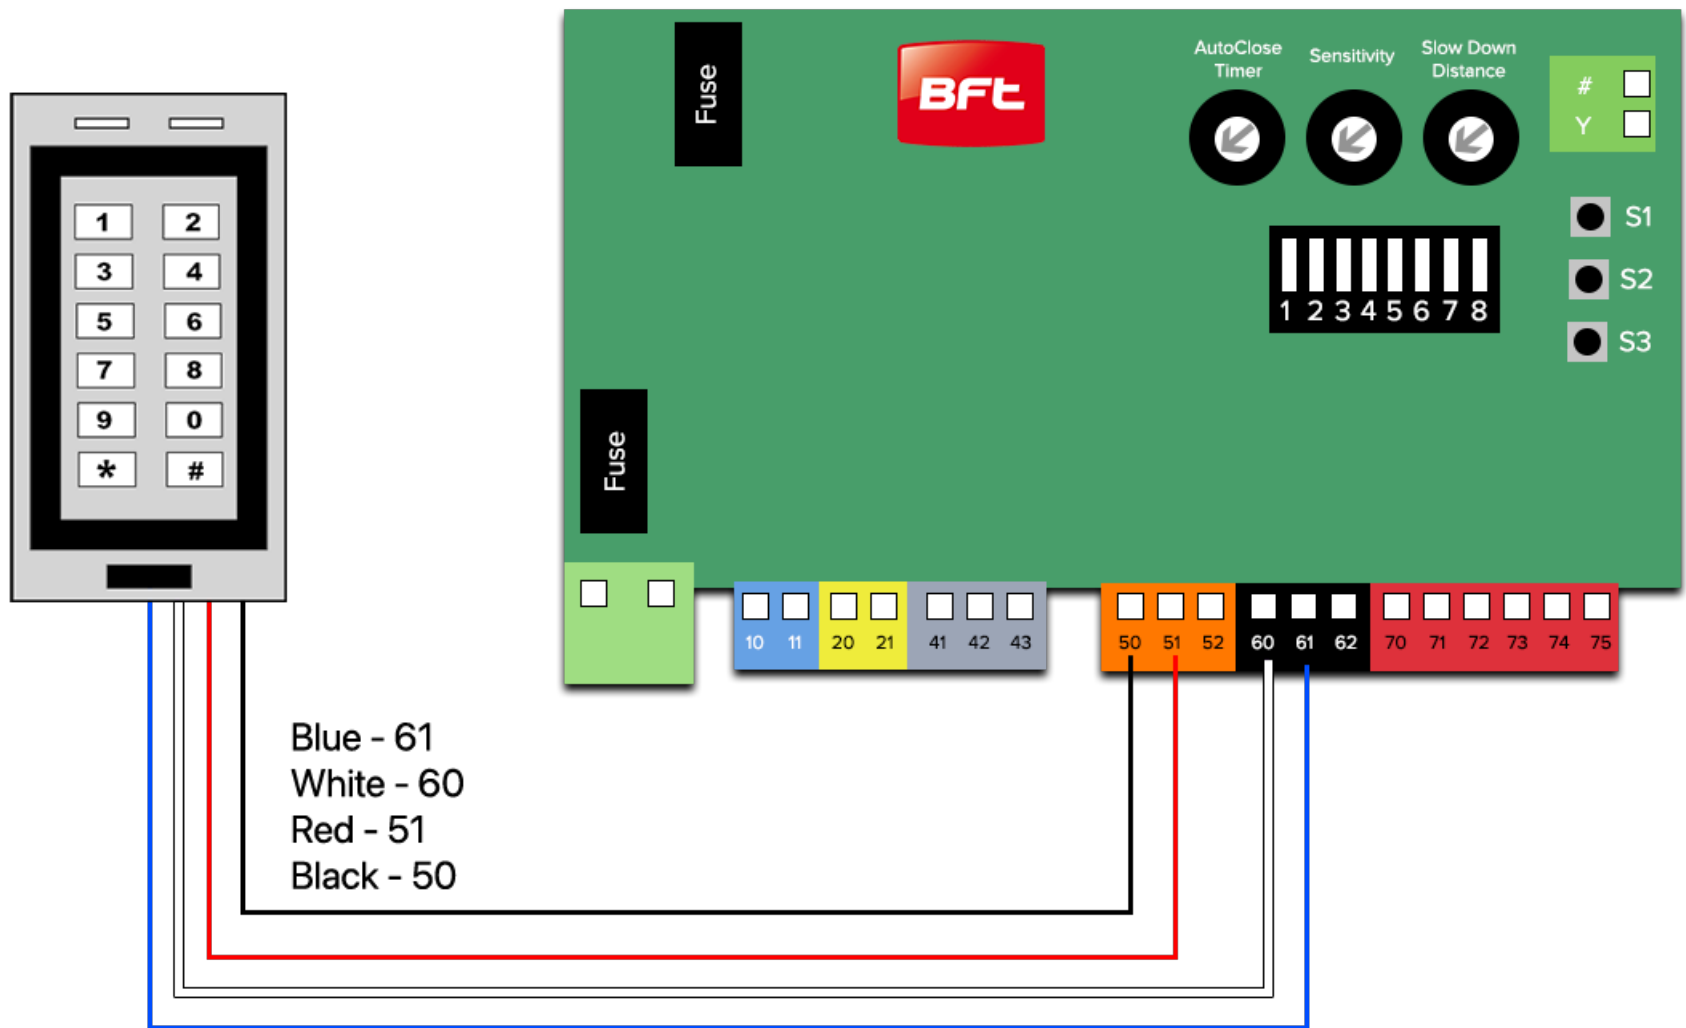 1 2
3 4
5 6
7 8
9 0
* #
Fuse
BFt
AutoClose
Timer
Sensitivity
Slow Down
Distance
#
Y
S1
S2
S3
1 2 3 4 5 6 7 8
Fuse
10 11 20 21 41 42 43 50 51 52 60 61 62 70 71 72 73 74 75
Blue - 61
White - 60
Red - 51
Black - 50